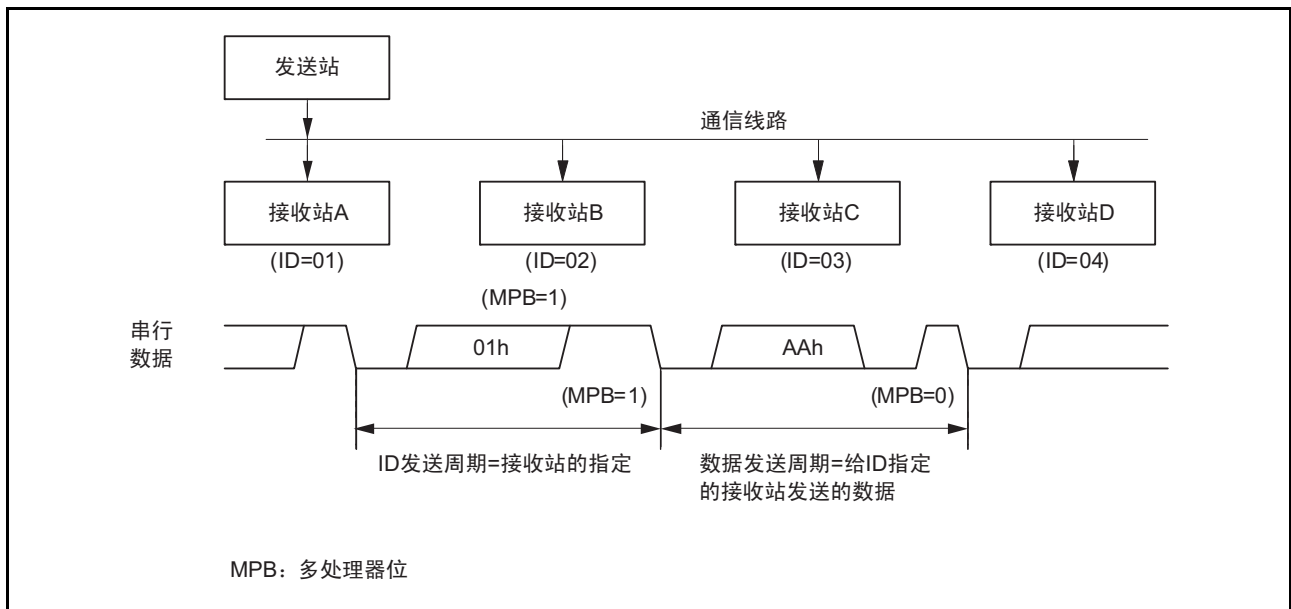 发送站
通信线路
接收站A
接收站B
接收站C
接收站D
(ID=01)
(ID=02)
(ID=03)
(ID=04)
(MPB=1)
串行
数据
01h
AAh
(MPB=1)
(MPB=0)
ID发送周期=接收站的指定
数据发送周期=给ID指定
的接收站发送的数据
MPB：多处理器位